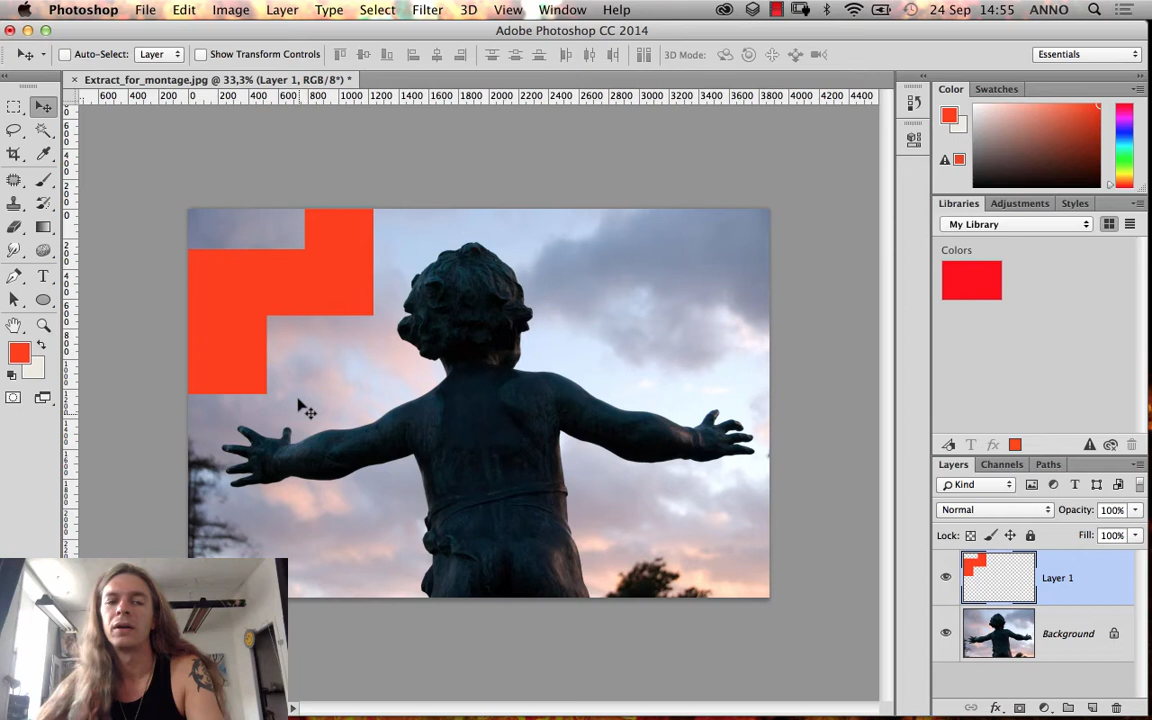 Photoshop File Edit Image Layer Type Select Filter 3D View Window Help 24 Sep 14:55 ANNO
Adobe Photoshop CC 2014
Auto-Select: Layer Show Transform Controls 3D Mode: Essentials
Extract_for_montage.jpg @ 33,3% (Layer 1, RGB/8*) *
600 400 200 0 200 400 600 800 1000 1200 1400 1600 1800 2000 2200 2400 2600 2800 3000 3200 3400 3600 3800 4000 4200 4400
Color Swatches
Libraries Adjustments Styles
My Library
Colors
Layers Channels Paths
Kind
Normal Opacity: 100%
Lock: Fill: 100%
Layer 1
Background